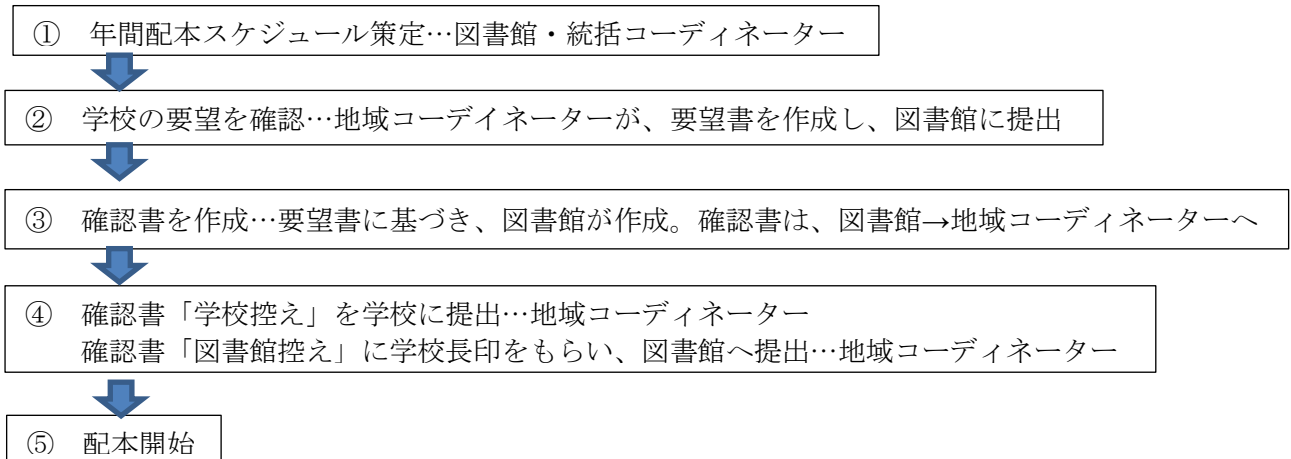 ① 年間配本スケジュール策定…図書館・統括コーディネーター
② 学校の要望を確認…地域コーデイネーターが、要望書を作成し、図書館に提出
③ 確認書を作成…要望書に基づき、図書館が作成。確認書は、図書館→地域コーディネーターへ
④ 確認書「学校控え」を学校に提出…地域コーディネーター
確認書「図書館控え」に学校長印をもらい、図書館へ提出…地域コーディネーター
⑤ 配本開始